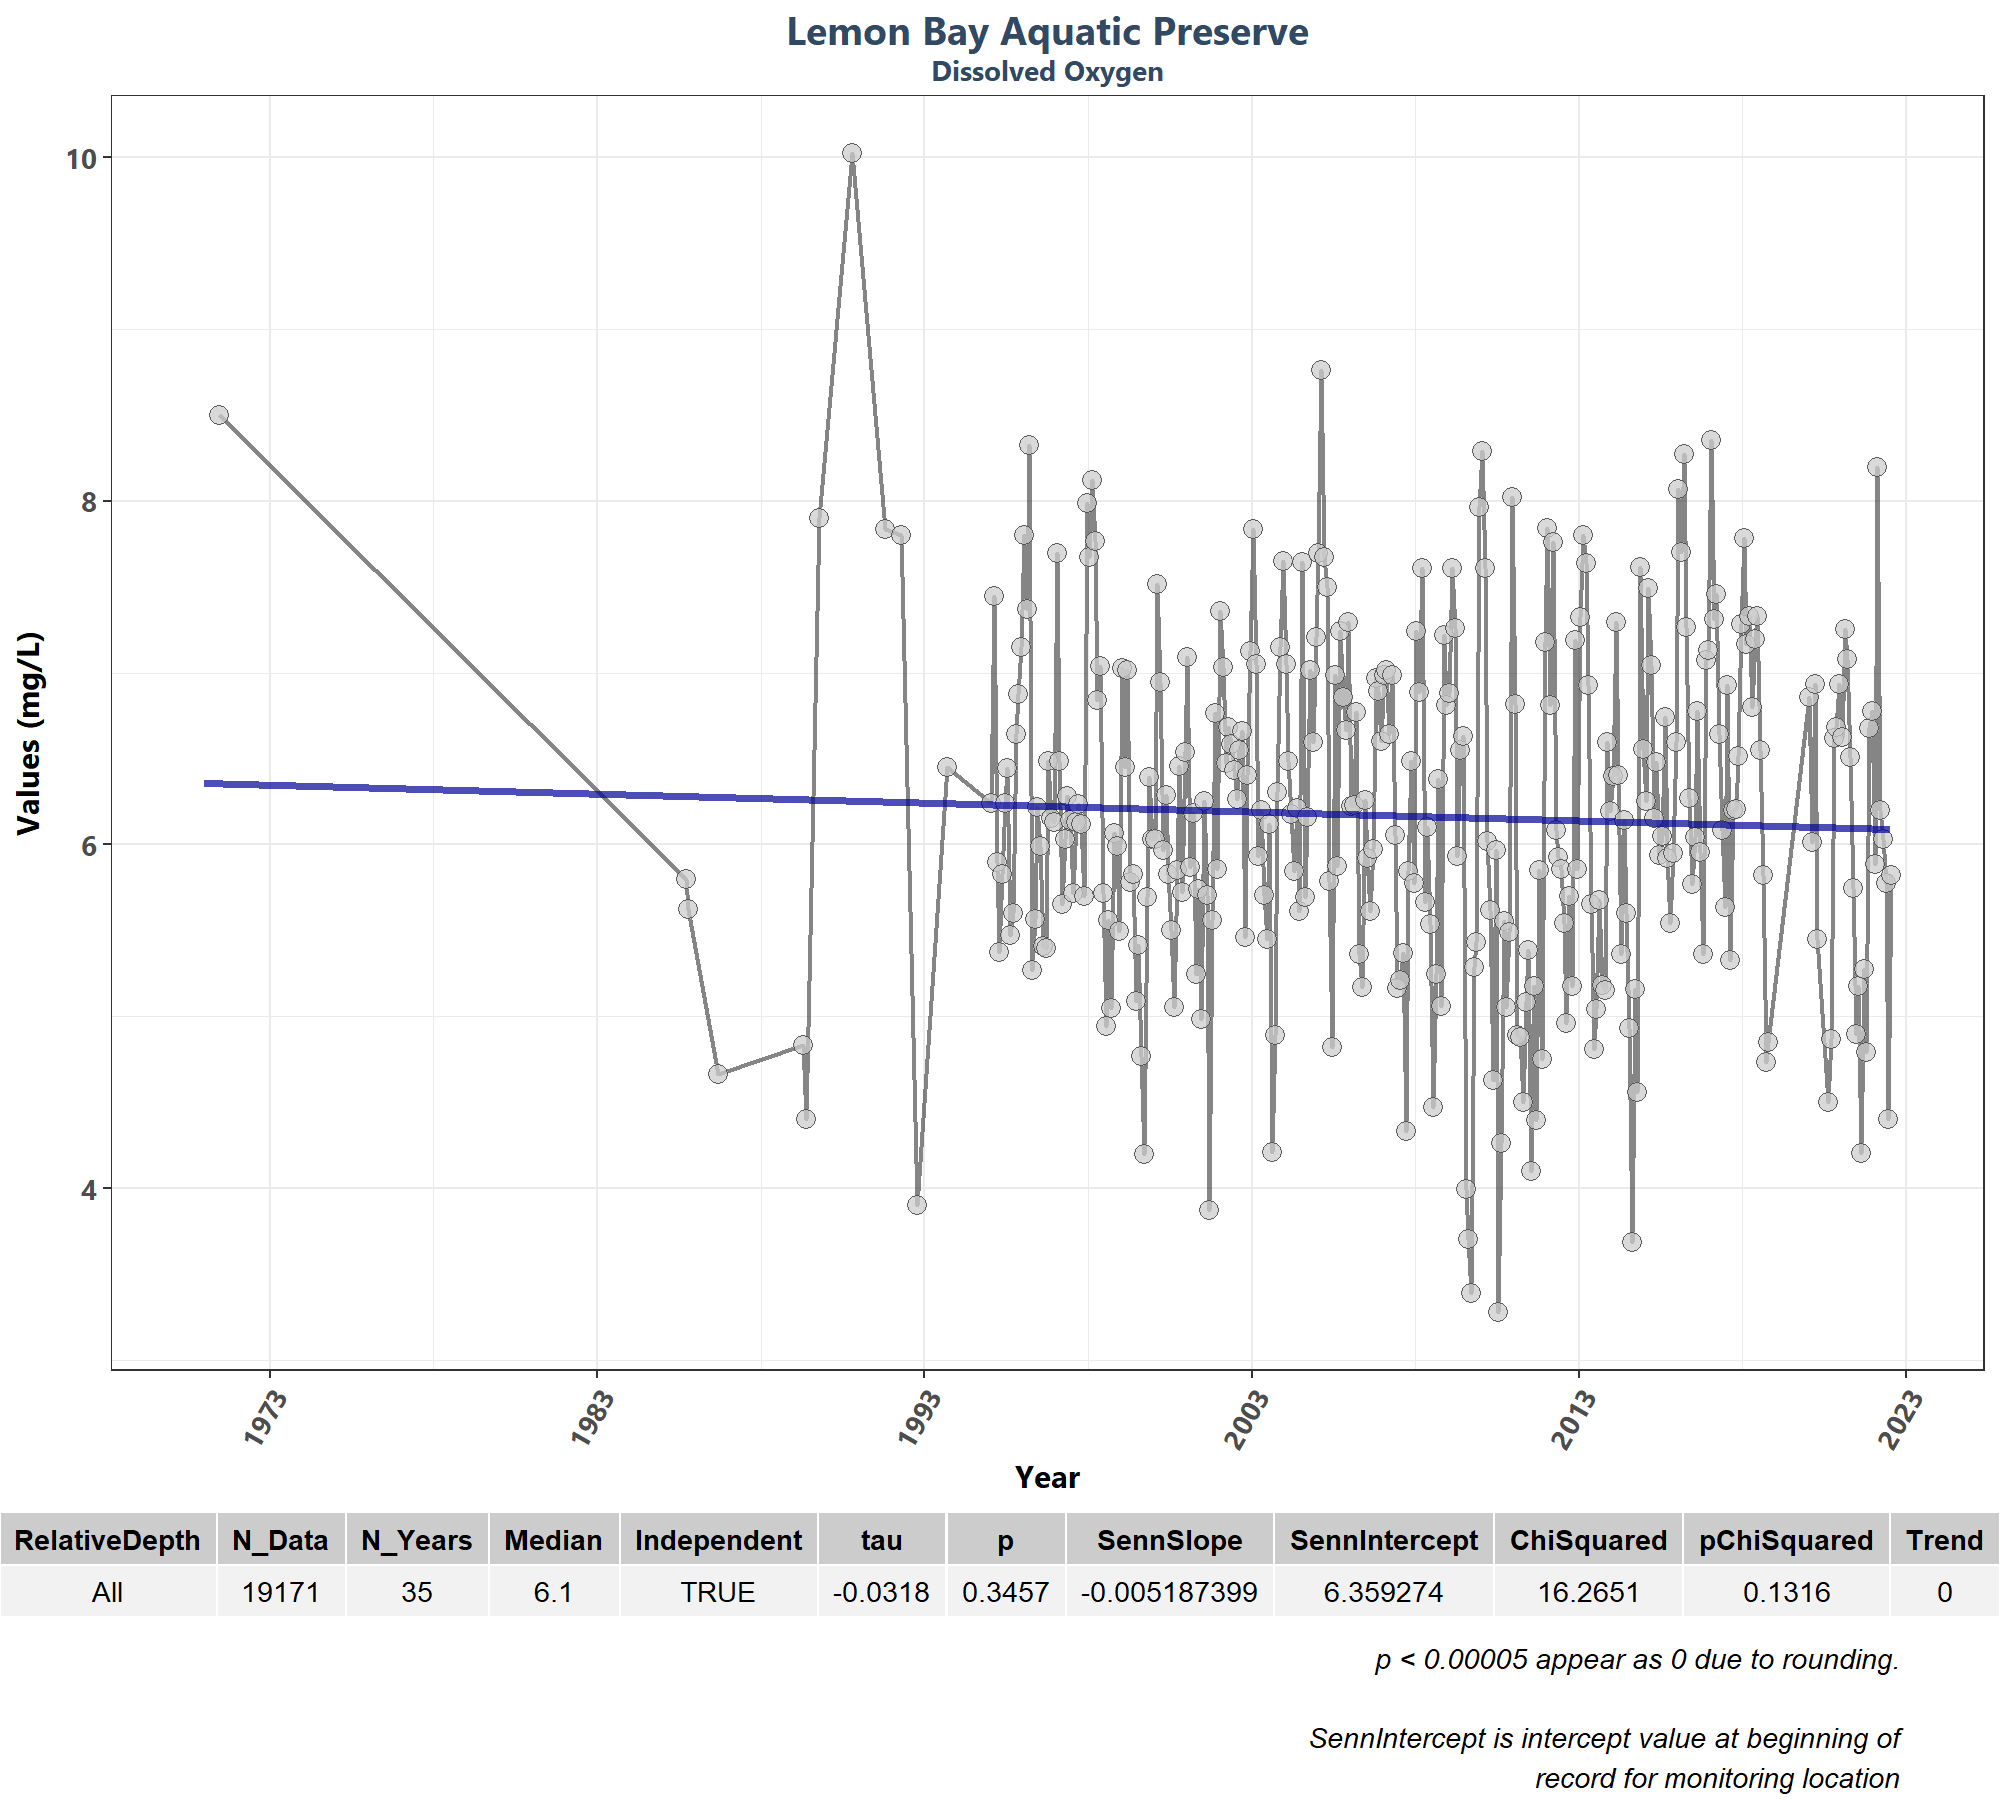 Lemon Bay Aquatic Preserve
Dissolved Oxygen
Values (mg/L)
10
8
6
4
1973 1983 1993 2003 2013 2023
Year
RelativeDepth N_Data N_Years Median Independent tau p SennSlope SennIntercept ChiSquared pChiSquared Trend
All 19171 35 6.1 TRUE -0.0318 0.3457 -0.005187399 6.359274 16.2651 0.1316 0
p < 0.00005 appear as 0 due to rounding.
SennIntercept is intercept value at beginning of
record for monitoring location